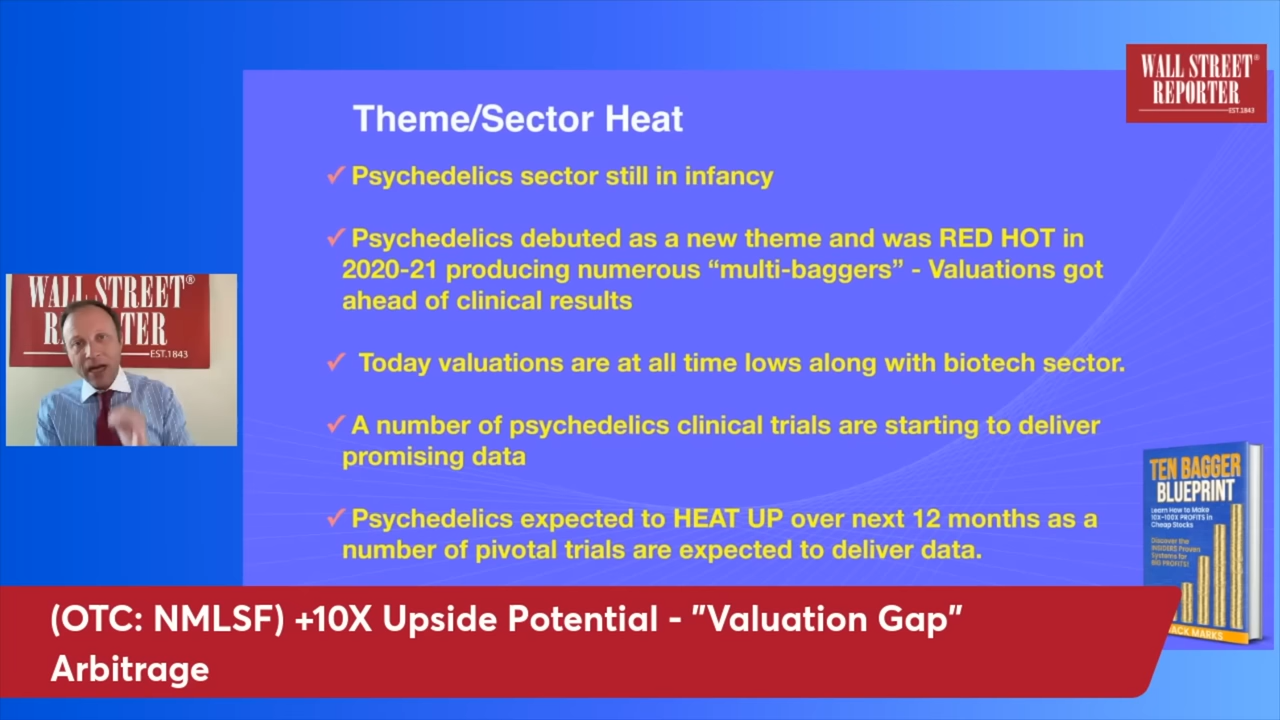 WALL STREET®
REPORTER
EST.1843
Theme/Sector Heat
✓ Psychedelics sector still in infancy
✓ Psychedelics debuted as a new theme and was RED HOT in
2020-21 producing numerous “multi-baggers” - Valuations got
ahead of clinical results
✓ Today valuations are at all time lows along with biotech sector.
✓ A number of psychedelics clinical trials are starting to deliver
promising data
✓ Psychedelics expected to HEAT UP over next 12 months as a
number of pivotal trials are expected to deliver data.
WALL STREET®
EST.1843
TEN BAGGER
BLUEPRINT
Learn How to Make
10X-100X PROFITS in
Cheap Stocks
Discover the
INSIDERS Proven
Systems for
BIG PROFITS!
JACK MARKS
(OTC: NMLSF) +10X Upside Potential - "Valuation Gap"
Arbitrage